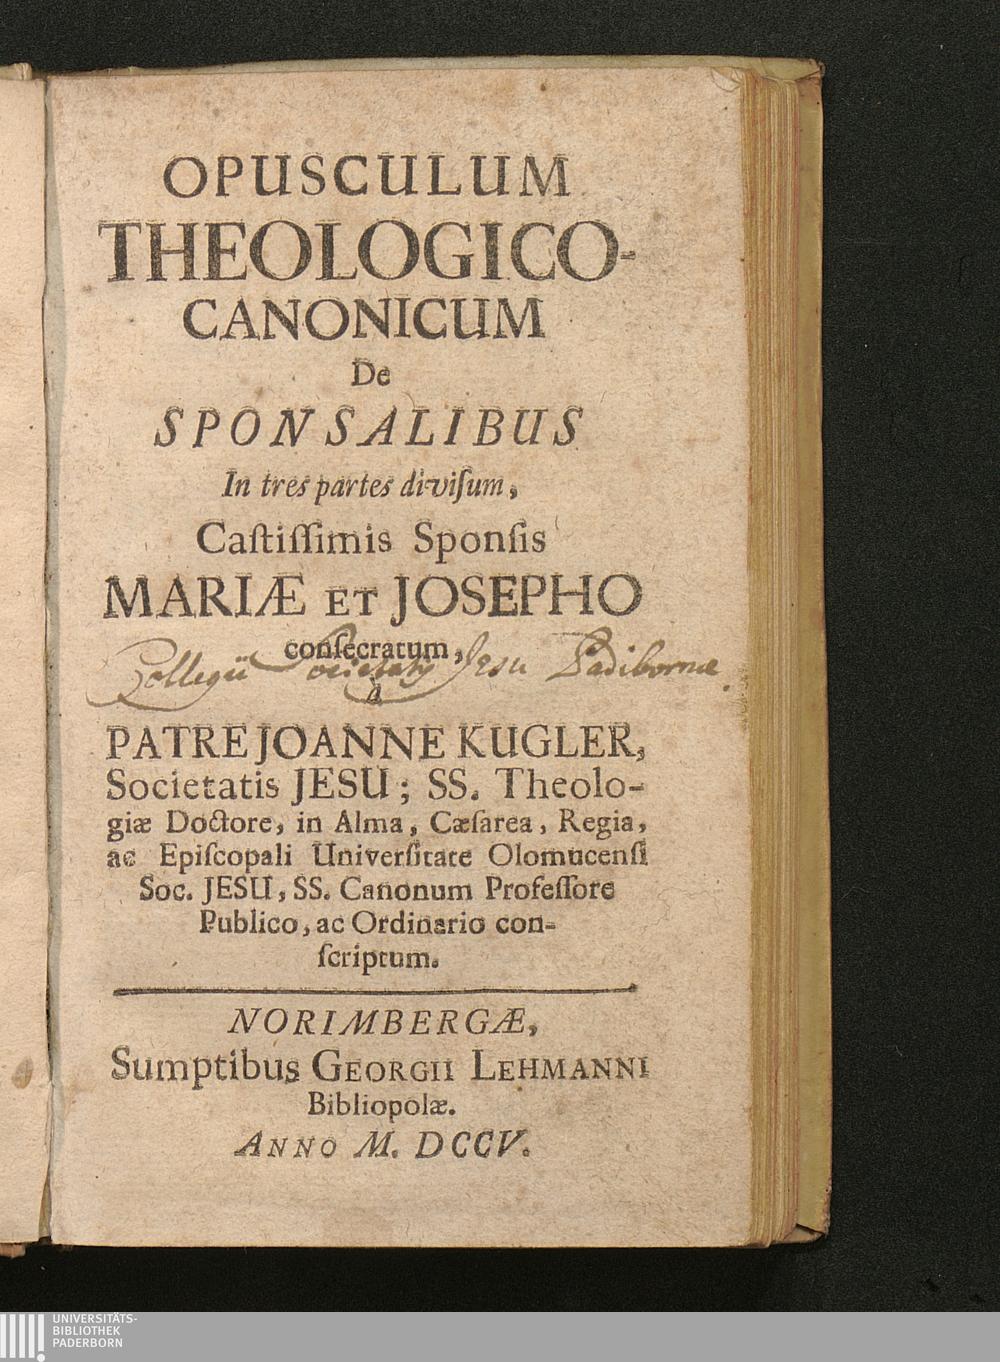 OPUSCULUM
THEOLOGICO-
CANONICUM
De
SPONSALIBUS
In tres partes diviſum,
Caſtiſſimis Sponſis
MARIÆ ET JOSEPHO
conſecratum,
Collegii Societatis Jesu Padibornæ
à
PATRE JOANNE KUGLER,
Societatis JESU; SS. Theolo-
giæ Doctore, in Alma, Cæſarea, Regia,
ac Epiſcopali Univerſitate Olomucenſi
Soc. JESU, SS. Canonum Profeſſore
Publico, ac Ordinario con-
ſcriptum.
NORIMBERGÆ,
Sumptibus GEORGII LEHMANNI
Bibliopolæ.
ANNO M. DCCV.
UNIVERSITÄTS-
BIBLIOTHEK
PADERBORN